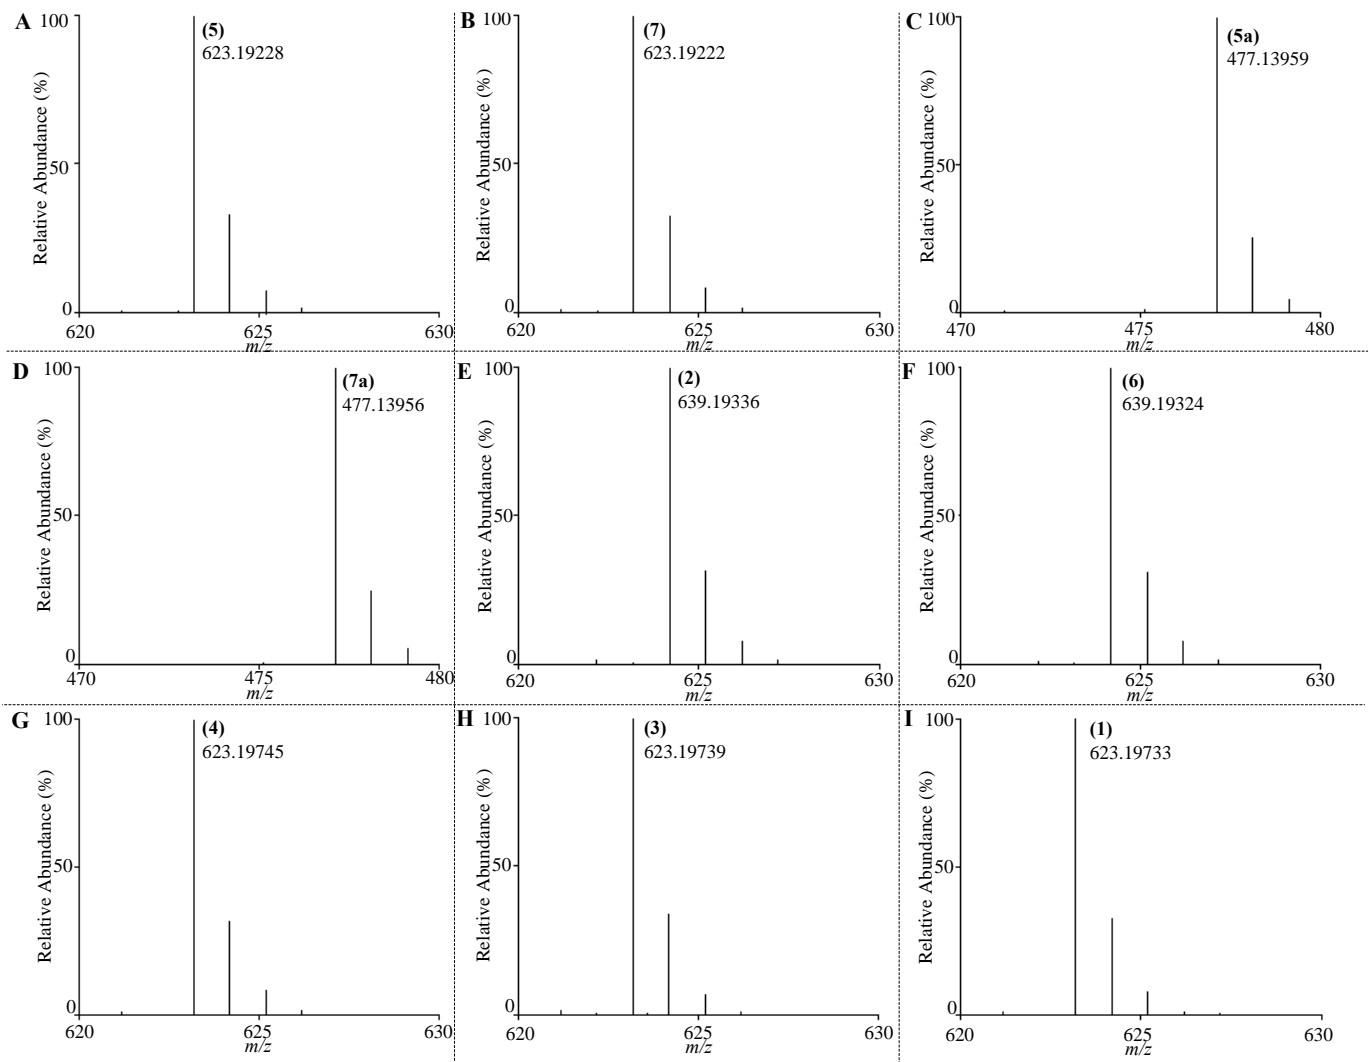 A
100
(5)
623.19228
50
0
Relative Abundance (%)
620
625
630
m/z
B
100
(7)
623.19222
50
0
Relative Abundance (%)
620
625
630
m/z
C
100
(5a)
477.13959
50
0
Relative Abundance (%)
470
475
480
m/z
D
100
(7a)
477.13956
50
0
Relative Abundance (%)
470
475
480
m/z
E
100
(2)
639.19336
50
0
Relative Abundance (%)
620
625
630
m/z
F
100
(6)
639.19324
50
0
Relative Abundance (%)
620
625
630
m/z
G
100
(4)
623.19745
50
0
Relative Abundance (%)
620
625
630
m/z
H
100
(3)
623.19739
50
0
Relative Abundance (%)
620
625
630
m/z
I
100
(1)
623.19733
50
0
Relative Abundance (%)
620
625
630
m/z